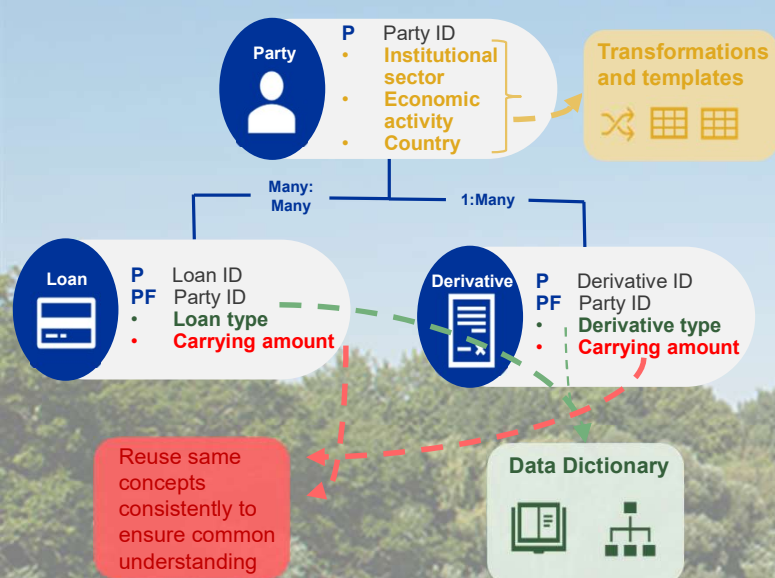 Party
P Party ID
• Institutional
sector
• Economic
activity
• Country
Transformations
and templates
Many:
Many
1:Many
Loan
P Loan ID
PF Party ID
• Loan type
• Carrying amount
Derivative
P Derivative ID
PF Party ID
• Derivative type
• Carrying amount
Reuse same
concepts
consistently to
ensure common
understanding
Data Dictionary